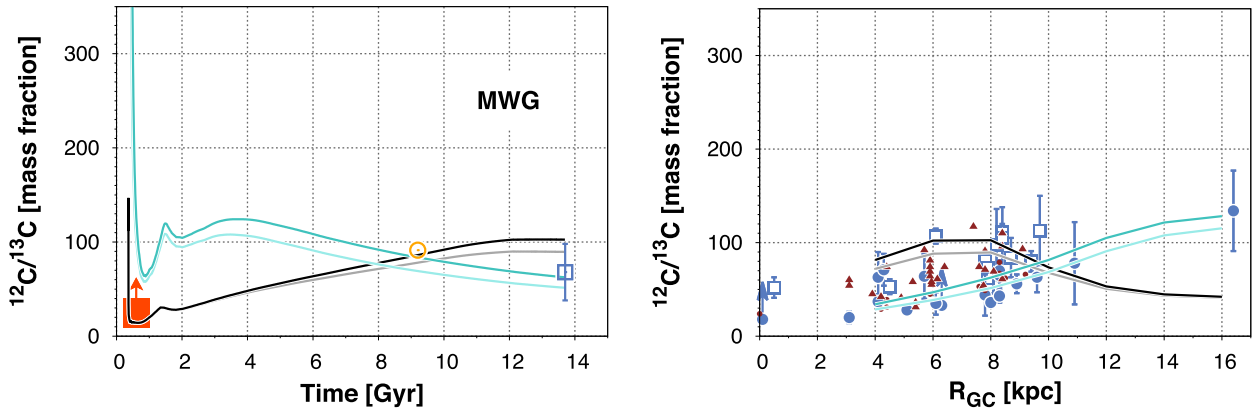 ¹²C/¹³C [mass fraction]
300
200
100
0
MWG
0 2 4 6 8 10 12 14
Time [Gyr]
¹²C/¹³C [mass fraction]
300
200
100
0
0 2 4 6 8 10 12 14 16
R_GC [kpc]